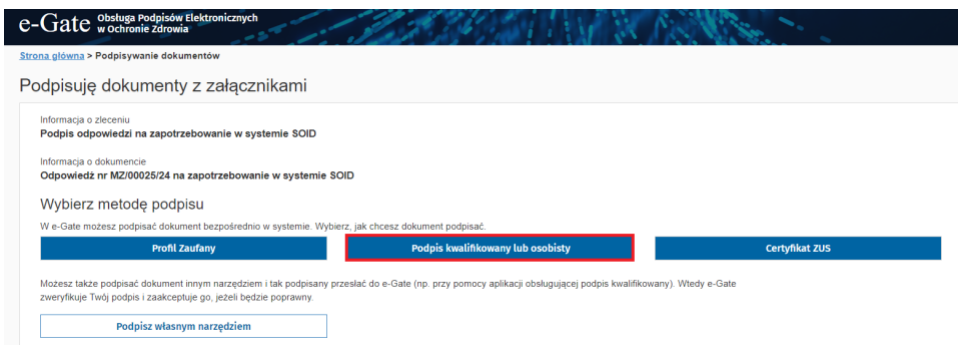 e-Gate Obsługa Podpisów Elektronicznych
w Ochronie Zdrowia
Strona główna > Podpisywanie dokumentów
Podpisuję dokumenty z załącznikami
Informacja o zleceniu
Podpis odpowiedzi na zapotrzebowanie w systemie SOID
Informacja o dokumencie
Odpowiedź nr MZ/00025/24 na zapotrzebowanie w systemie SOID
Wybierz metodę podpisu
W e-Gate możesz podpisać dokument bezpośrednio w systemie. Wybierz, jak chcesz dokument podpisać.
Profil Zaufany Podpis kwalifikowany lub osobisty Certyfikat ZUS
Możesz także podpisać dokument innym narzędziem i tak podpisany przesłać do e-Gate (np. przy pomocy aplikacji obsługującej podpis kwalifikowany). Wtedy e-Gate
zweryfikuje Twój podpis i zaakceptuje go, jeżeli będzie poprawny.
Podpisz własnym narzędziem